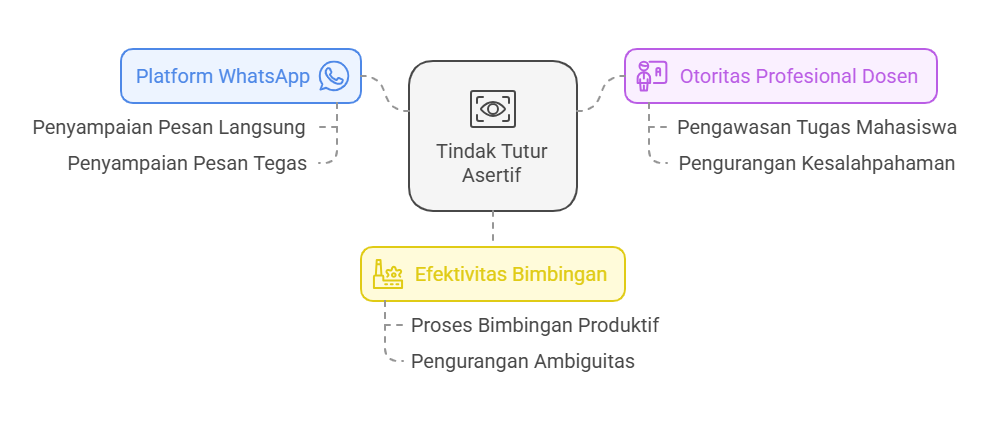 Platform WhatsApp
Penyampaian Pesan Langsung
Penyampaian Pesan Tegas
Tindak Tutur
Asertif
Otoritas Profesional Dosen
Pengawasan Tugas Mahasiswa
Pengurangan Kesalahpahaman
Efektivitas Bimbingan
Proses Bimbingan Produktif
Pengurangan Ambiguitas